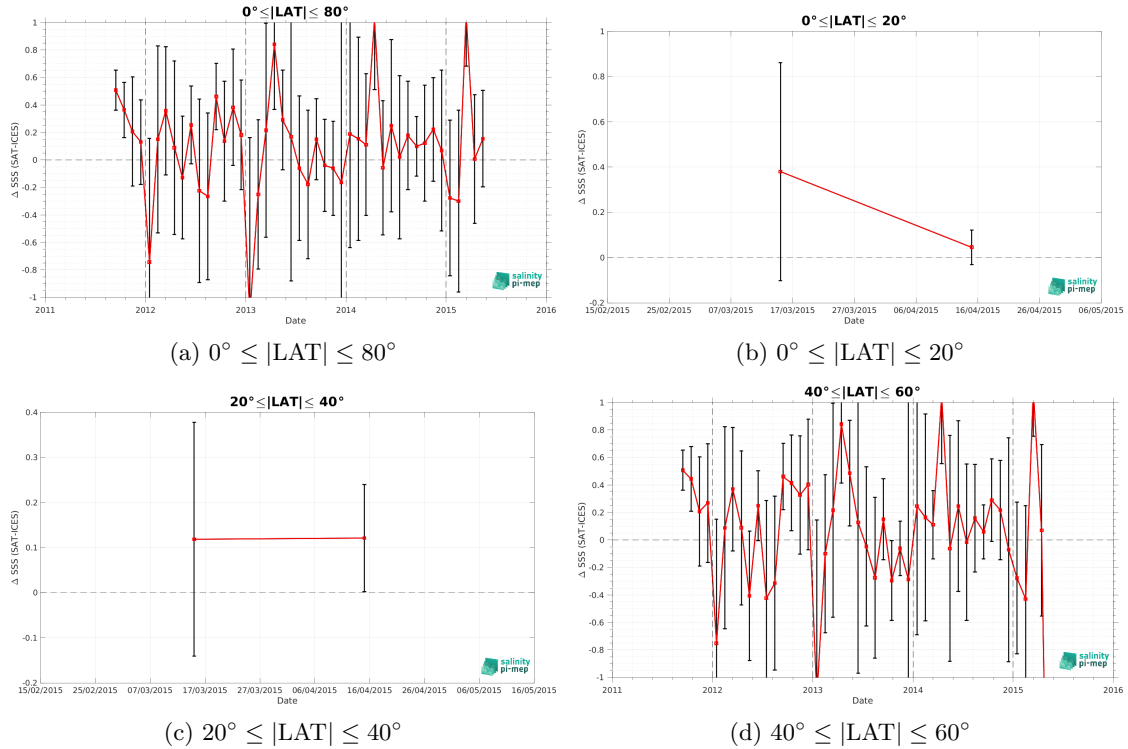 0°≤|LAT|≤ 80°
1
0.8
0.6
0.4
0.2
0
-0.2
-0.4
-0.6
-0.8
-1
Δ SSS (SAT-ICES)
2011 2012 2013 2014 2015 2016
Date
salinity
pi-mep
(a) 0° ≤ |LAT| ≤ 80°
0°≤|LAT|≤ 20°
1
0.8
0.6
0.4
0.2
0
-0.2
Δ SSS (SAT-ICES)
15/02/2015 25/02/2015 07/03/2015 17/03/2015 27/03/2015 06/04/2015 16/04/2015 26/04/2015 06/05/2015
Date
salinity
pi-mep
(b) 0° ≤ |LAT| ≤ 20°
20°≤|LAT|≤ 40°
0.4
0.3
0.2
0.1
0
-0.1
-0.2
Δ SSS (SAT-ICES)
15/02/2015 25/02/2015 07/03/2015 17/03/2015 27/03/2015 06/04/2015 16/04/2015 26/04/2015 06/05/2015 16/05/2015
Date
salinity
pi-mep
(c) 20° ≤ |LAT| ≤ 40°
40°≤|LAT|≤ 60°
1
0.8
0.6
0.4
0.2
0
-0.2
-0.4
-0.6
-0.8
-1
Δ SSS (SAT-ICES)
2011 2012 2013 2014 2015 2016
Date
salinity
pi-mep
(d) 40° ≤ |LAT| ≤ 60°